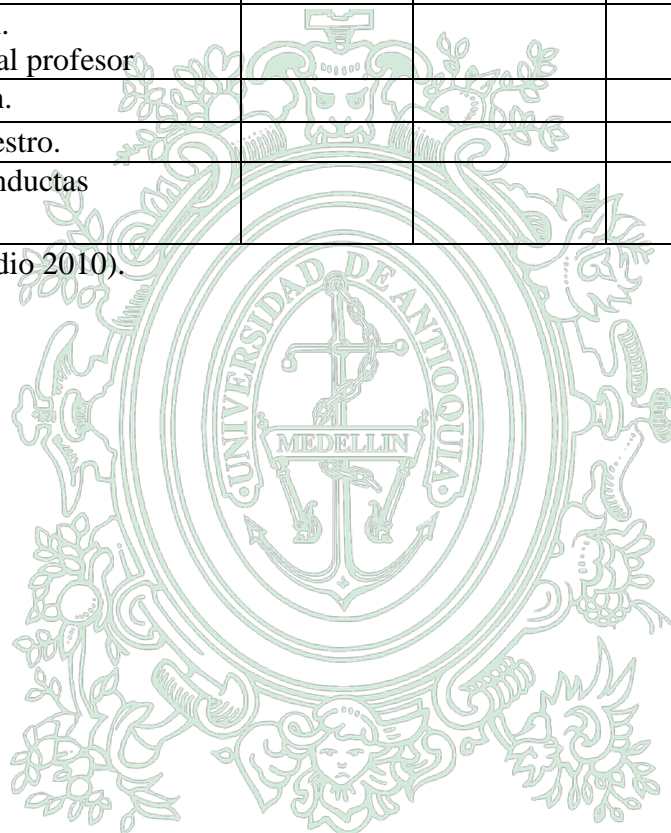 al profesor
estro.
nductas
dio 2010).
UNIVERSIDAD DE ANTIOQUIA
MEDELLIN